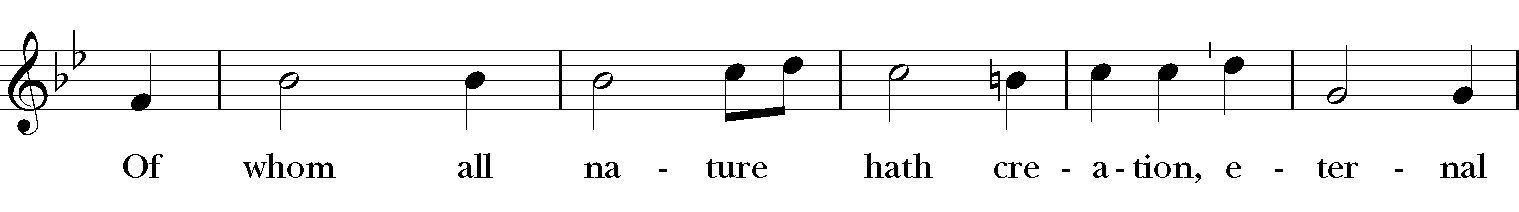 Of whom all na - ture hath cre - a - tion, e - ter - nal